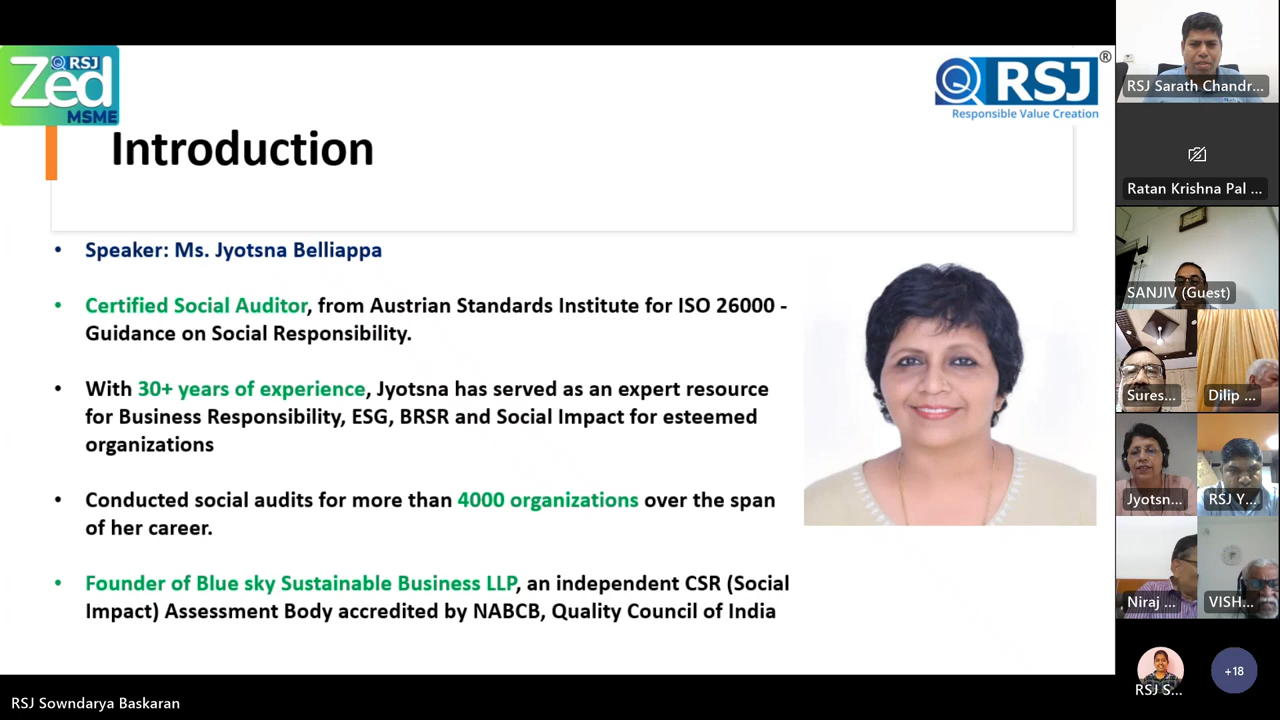 RSJ
Zed
MSME
RSJ®
Responsible Value Creation
Introduction
• Speaker: Ms. Jyotsna Belliappa
• Certified Social Auditor, from Austrian Standards Institute for ISO 26000 -
Guidance on Social Responsibility.
• With 30+ years of experience, Jyotsna has served as an expert resource
for Business Responsibility, ESG, BRSR and Social Impact for esteemed
organizations
• Conducted social audits for more than 4000 organizations over the span
of her career.
• Founder of Blue sky Sustainable Business LLP, an independent CSR (Social
Impact) Assessment Body accredited by NABCB, Quality Council of India
RSJ Sarath Chandr...
Ratan Krishna Pal ...
SANJIV (Guest)
Sures...
Dilip ...
Jyotsn...
RSJ Y...
Niraj ...
VISH...
RSJ S...
+18
RSJ Sowndarya Baskaran